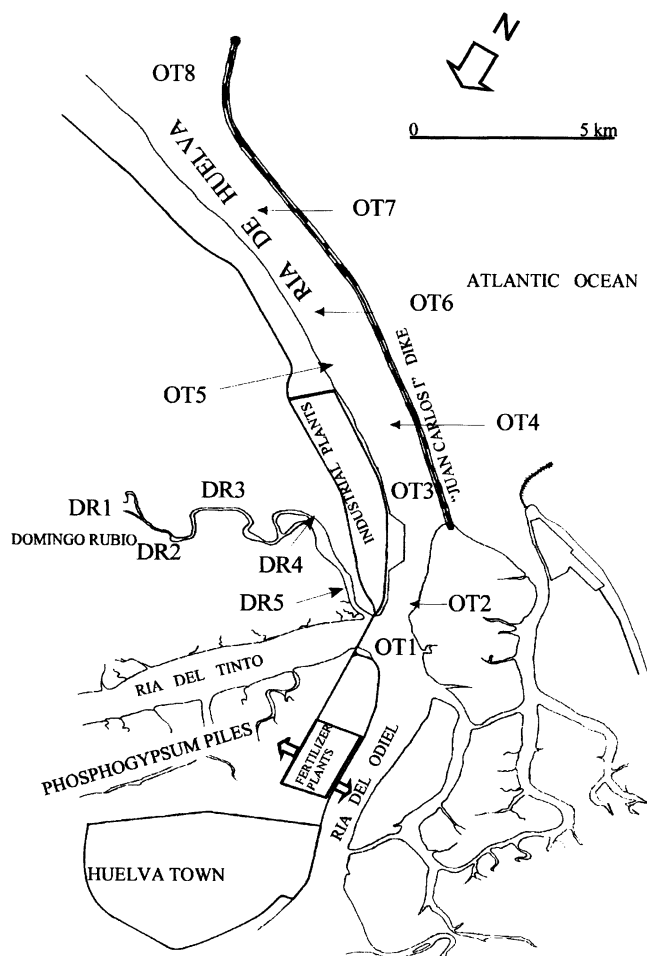 N
OT8
0 5 km
RIA DE HUELVA
OT7
ATLANTIC OCEAN
OT6
"JUAN CARLOS I" DIKE
OT5
OT4
INDUSTRIAL PLANTS
OT3
DR3
DR1
DOMINGO RUBIO
DR2
DR4
DR5
OT2
OT1
RIA DEL TINTO
PHOSPHOGYPSUM PILES
FERTILIZER
PLANTS
RIA DEL ODIEL
HUELVA TOWN